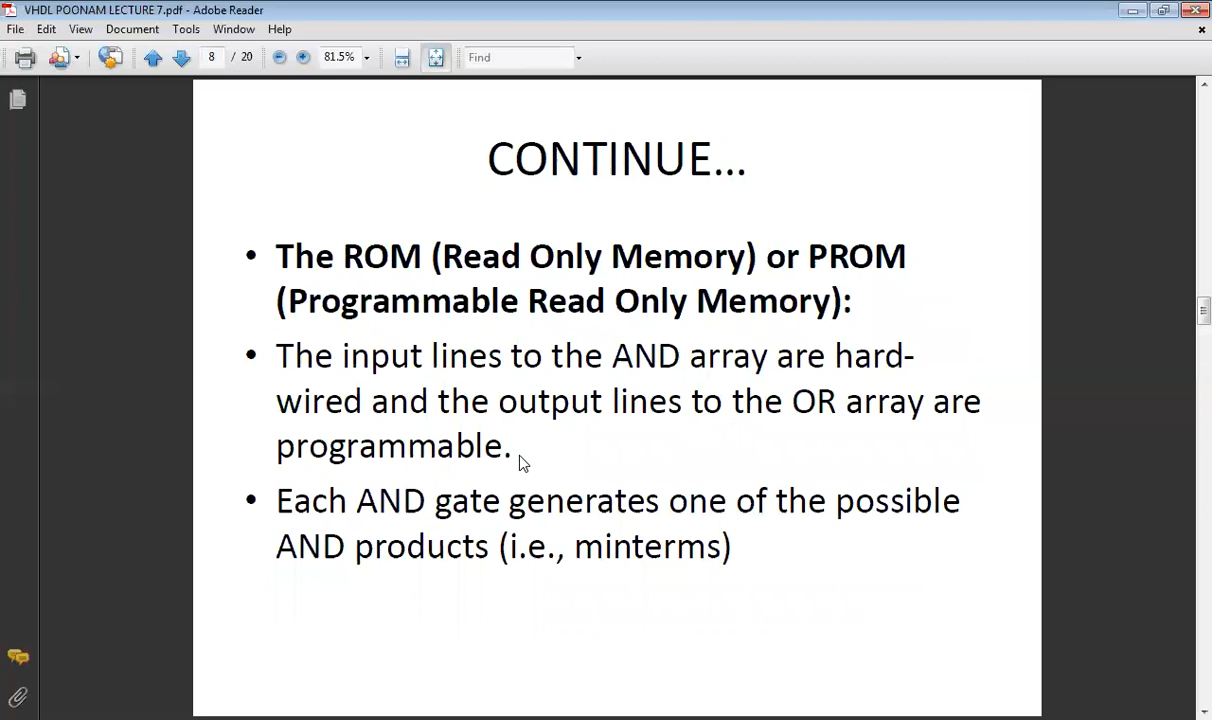 VHDL POONAM LECTURE 7.pdf - Adobe Reader
File Edit View Document Tools Window Help
8 / 20 81.5% Find
CONTINUE...
• The ROM (Read Only Memory) or PROM
(Programmable Read Only Memory):
• The input lines to the AND array are hard-
wired and the output lines to the OR array are
programmable.
• Each AND gate generates one of the possible
AND products (i.e., minterms)